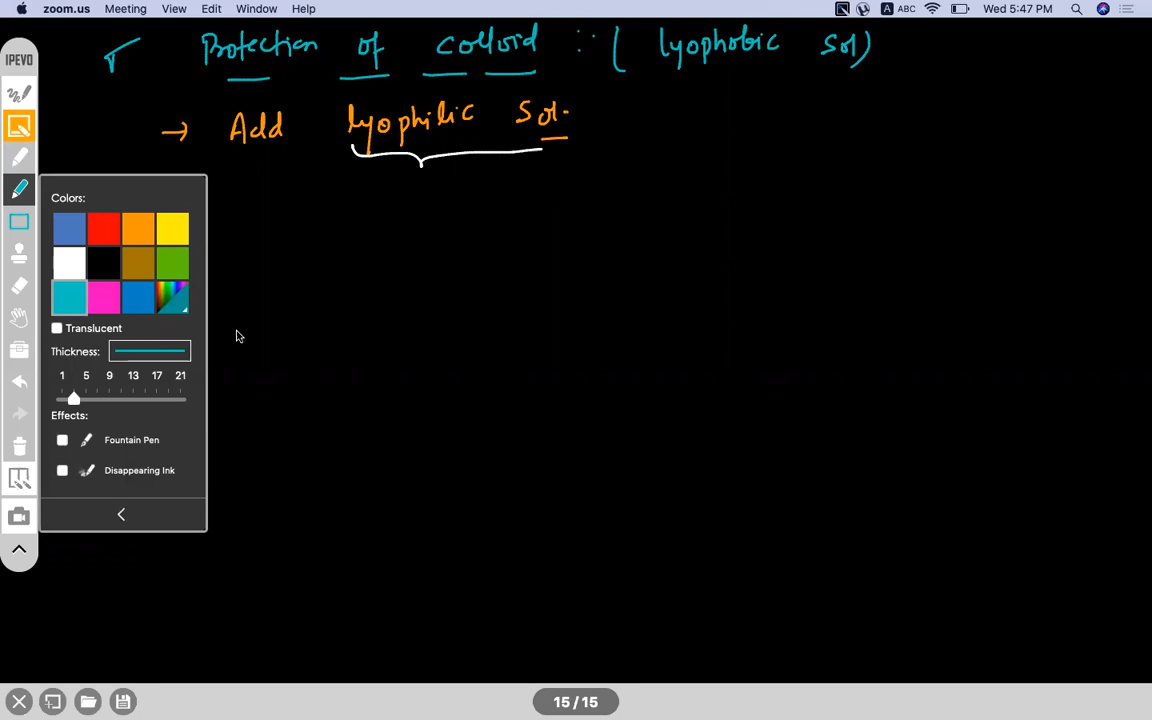 zoom.us Meeting View Edit Window Help A ABC Wed 5:47 PM
IPEVO
Protection of colloid :: (lyophobic sol)
→ Add lyophilic sol.
Colors:
Translucent
Thickness:
1 5 9 13 17 21
Effects:
Fountain Pen
Disappearing Ink
15 / 15